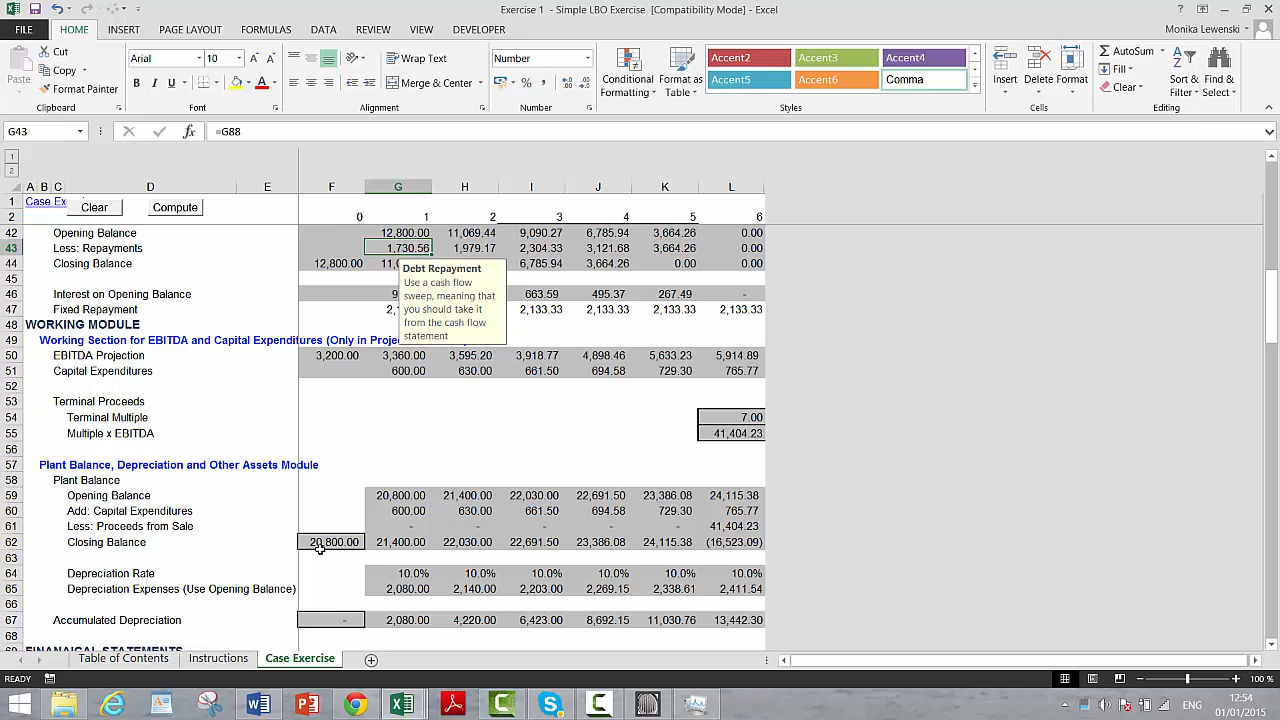 Exercise 1 - Simple LBO Exercise [Compatibility Mode] - Excel
FILE HOME INSERT PAGE LAYOUT FORMULAS DATA REVIEW VIEW DEVELOPER Monika Lewenski
Paste Cut Copy Format Painter Clipboard
Arial 10 B I U A Font
Wrap Text Merge & Center Alignment
Number % , Number
Conditional Formatting Format as Table Accent2 Accent3 Accent4 Accent5 Accent6 Comma Styles
Insert Delete Format Cells
AutoSum Fill Clear Sort & Filter Find & Select Editing
G43 fx =G88
1
2
A B C D E F G H I J K L
1 Case Ex Clear Compute
2 0 1 2 3 4 5 6
42 Opening Balance 12,800.00 11,069.44 9,090.27 6,785.94 3,664.26 0.00
43 Less: Repayments 1,730.56 1,979.17 2,304.33 3,121.68 3,664.26 0.00
44 Closing Balance 12,800.00 11,0 6,785.94 3,664.26 0.00 0.00
45
46 Interest on Opening Balance 9 663.59 495.37 267.49 -
47 Fixed Repayment 2,1 2,133.33 2,133.33 2,133.33 2,133.33
Debt Repayment
Use a cash flow
sweep, meaning that
you should take it
from the cash flow
statement
48 WORKING MODULE
49 Working Section for EBITDA and Capital Expenditures (Only in Proje
50 EBITDA Projection 3,200.00 3,360.00 3,595.20 3,918.77 4,898.46 5,633.23 5,914.89
51 Capital Expenditures 600.00 630.00 661.50 694.58 729.30 765.77
52
53 Terminal Proceeds
54 Terminal Multiple 7.00
55 Multiple x EBITDA 41,404.23
56
57 Plant Balance, Depreciation and Other Assets Module
58 Plant Balance
59 Opening Balance 20,800.00 21,400.00 22,030.00 22,691.50 23,386.08 24,115.38
60 Add: Capital Expenditures 600.00 630.00 661.50 694.58 729.30 765.77
61 Less: Proceeds from Sale - - - - - 41,404.23
62 Closing Balance 20,800.00 21,400.00 22,030.00 22,691.50 23,386.08 24,115.38 (16,523.09)
63
64 Depreciation Rate 10.0% 10.0% 10.0% 10.0% 10.0% 10.0%
65 Depreciation Expenses (Use Opening Balance) 2,080.00 2,140.00 2,203.00 2,269.15 2,338.61 2,411.54
66
67 Accumulated Depreciation - 2,080.00 4,220.00 6,423.00 8,692.15 11,030.76 13,442.30
68
69 FINANAICAL STATEMENTS
Table of Contents Instructions Case Exercise
READY 100 %
ENG 12:54
01/01/2015